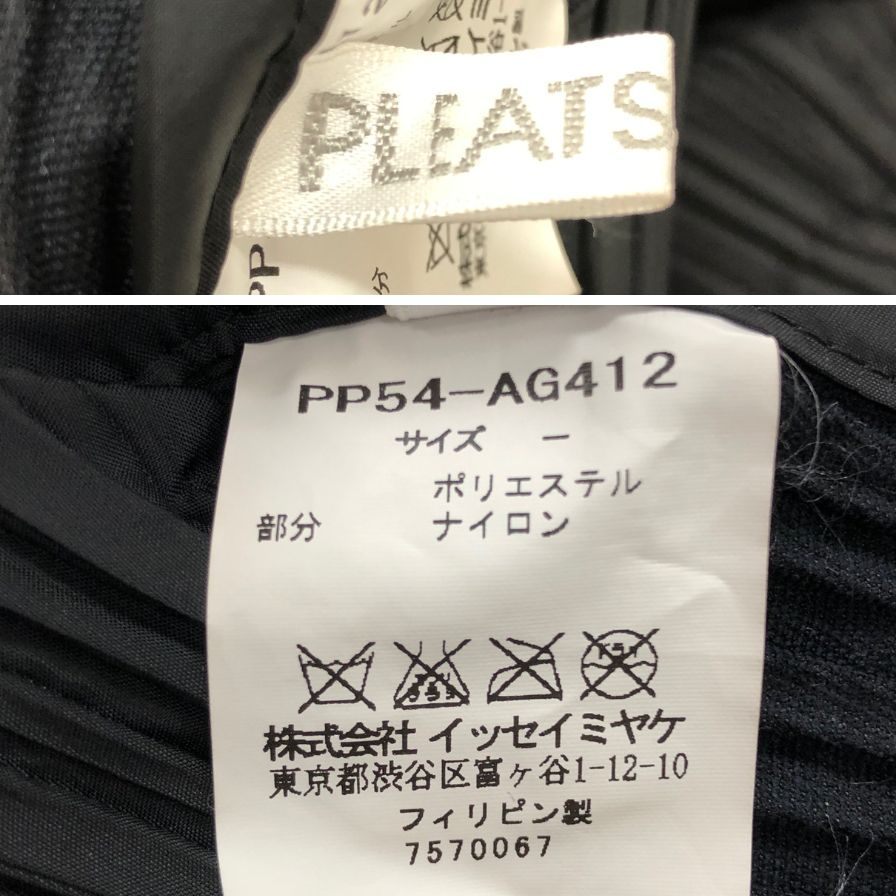 PLEATS
PP
分
PP54-AG412
サイズ ー
ポリエステル
部分 ナイロン
株式会社 イッセイミヤケ
東京都渋谷区富ヶ谷1-12-10
フィリピン製
7570067